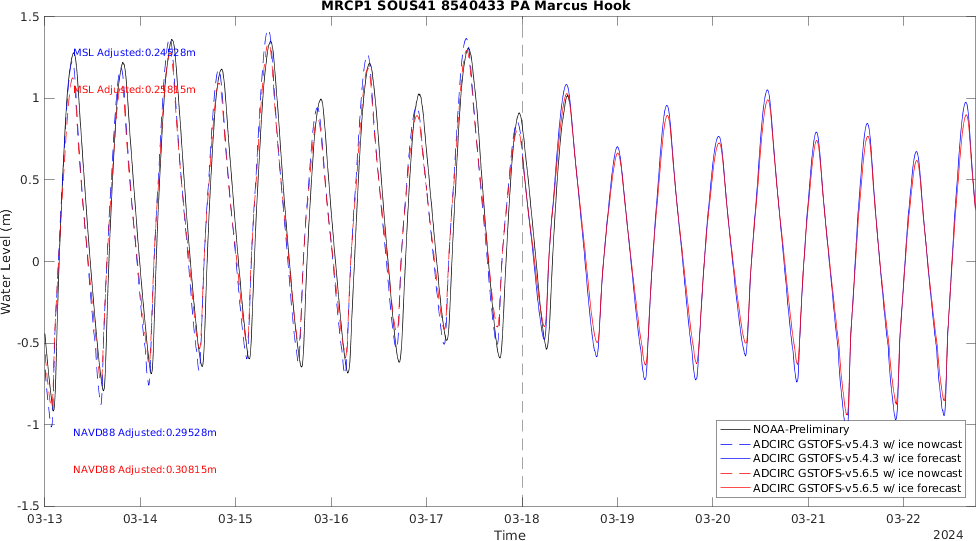 MRCP1 SOUS41 8540433 PA Marcus Hook
1.5
1
0.5
0
-0.5
-1
-1.5
Water Level (m)
MSL Adjusted:0.24528m
MSL Adjusted:0.25815m
NAVD88 Adjusted:0.29528m
NAVD88 Adjusted:0.30815m
NOAA-Preliminary
ADCIRC GSTOFS-v5.4.3 w/ ice nowcast
ADCIRC GSTOFS-v5.4.3 w/ ice forecast
ADCIRC GSTOFS-v5.6.5 w/ ice nowcast
ADCIRC GSTOFS-v5.6.5 w/ ice forecast
03-13 03-14 03-15 03-16 03-17 03-18 03-19 03-20 03-21 03-22
Time
2024